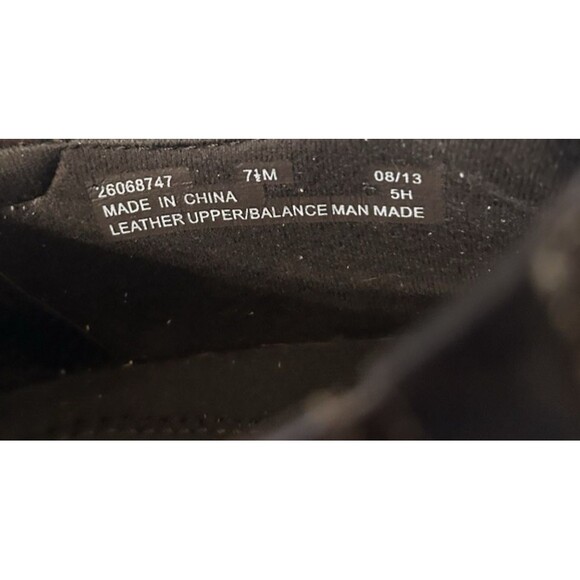 26068747 7½M 08/13
MADE IN CHINA 5H
LEATHER UPPER/BALANCE MAN MADE